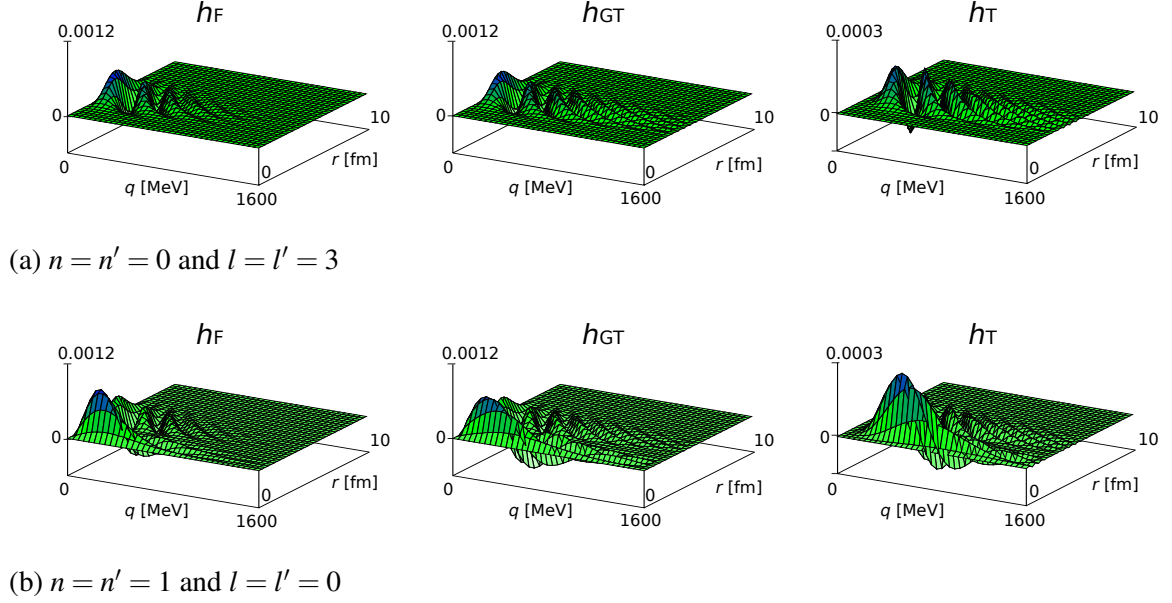 hF hGT hT
0.0012 0.0012 0.0003
0 0 0
10 10 10
0 0 0 0 0 0
r [fm] r [fm] r [fm]
q [MeV] q [MeV] q [MeV]
1600 1600 1600
(a) n = n′ = 0 and l = l′ = 3
hF hGT hT
0.0012 0.0012 0.0003
0 0 0
10 10 10
0 0 0 0 0 0
r [fm] r [fm] r [fm]
q [MeV] q [MeV] q [MeV]
1600 1600 1600
(b) n = n′ = 1 and l = l′ = 0